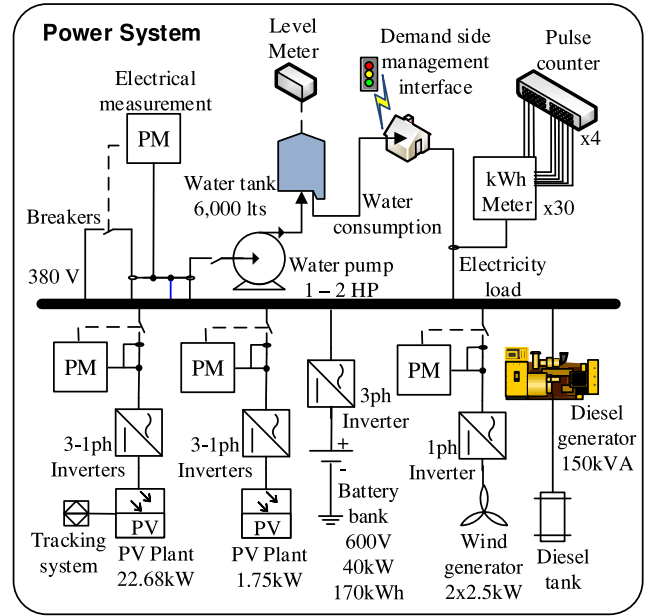 Power System
Level
Meter
Demand side
management
interface
Pulse
counter
Electrical
measurement
PM
x4
kWh
Meter
x30
Water tank
6,000 lts
Water
consumption
Breakers
380 V
Water pump
1 – 2 HP
Electricity
load
PM
PM
PM
3ph
Inverter
3-1ph
Inverters
3-1ph
Inverters
1ph
Inverter
Diesel
generator
150kVA
+
-
PV
PV
Tracking
system
PV Plant
22.68kW
PV Plant
1.75kW
Battery
bank
600V
40kW
170kWh
Wind
generator
2x2.5kW
Diesel
tank